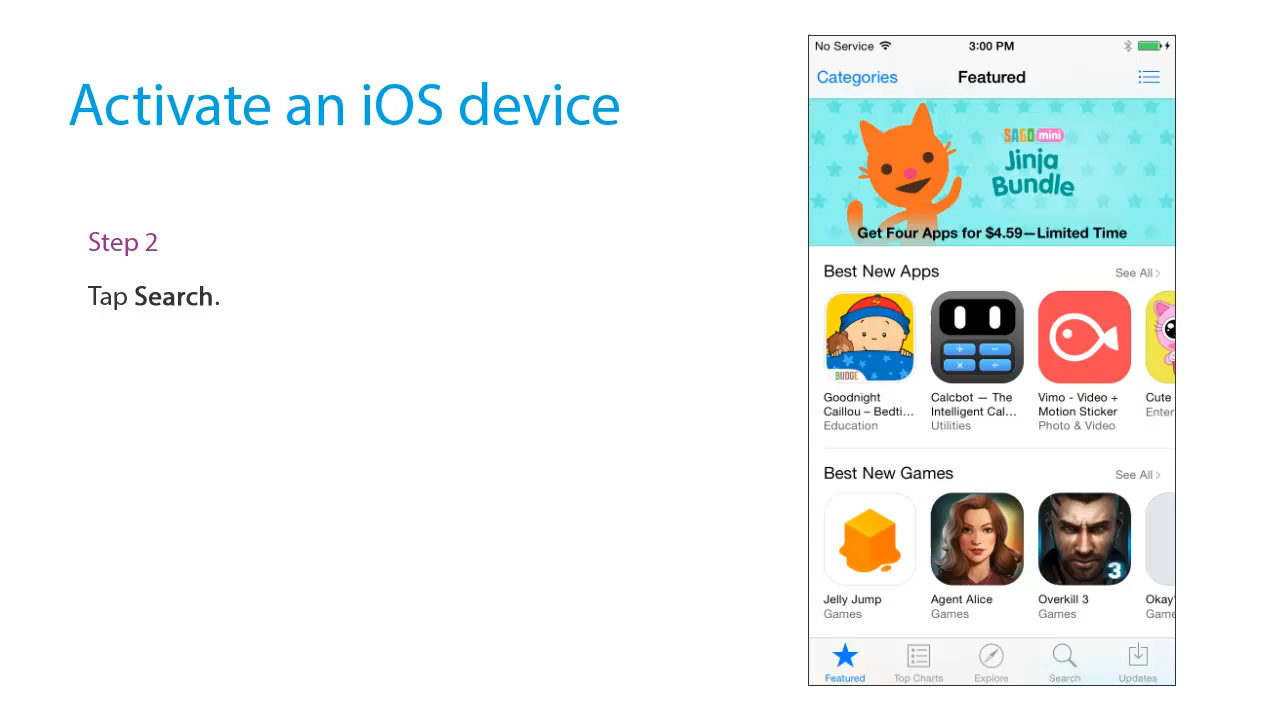 Activate an iOS device
Step 2
Tap Search.
No Service
3:00 PM
Categories
Featured
SAGO mini
Jinja
Bundle
Get Four Apps for $4.59—Limited Time
Best New Apps
See All
BUDGE
Goodnight
Caillou – Bedti...
Education
Calcbot — The
Intelligent Cal...
Utilities
Vimo - Video +
Motion Sticker
Photo & Video
Cute
Enter
Best New Games
See All
3
Jelly Jump
Games
Agent Alice
Games
Overkill 3
Games
Okay
Game
Featured
Top Charts
Explore
Search
Updates